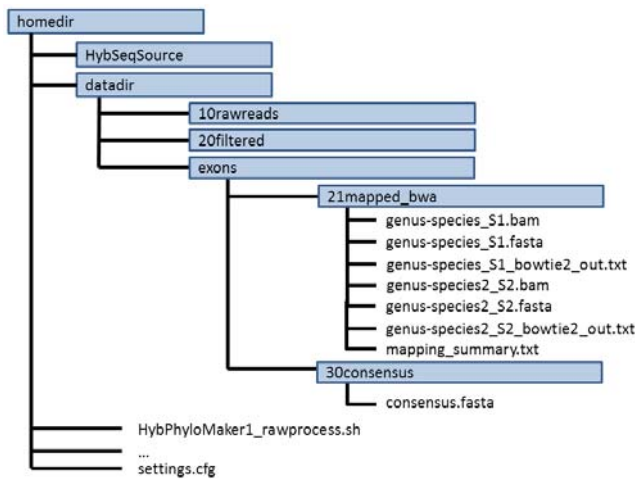 homedir
HybSeqSource
datadir
10rawreads
20filtered
exons
21mapped_bwa
genus-species_S1.bam
genus-species_S1.fasta
genus-species_S1_bowtie2_out.txt
genus-species2_S2.bam
genus-species2_S2.fasta
genus-species2_S2_bowtie2_out.txt
mapping_summary.txt
30consensus
consensus.fasta
HybPhyloMaker1_rawprocess.sh
...
settings.cfg